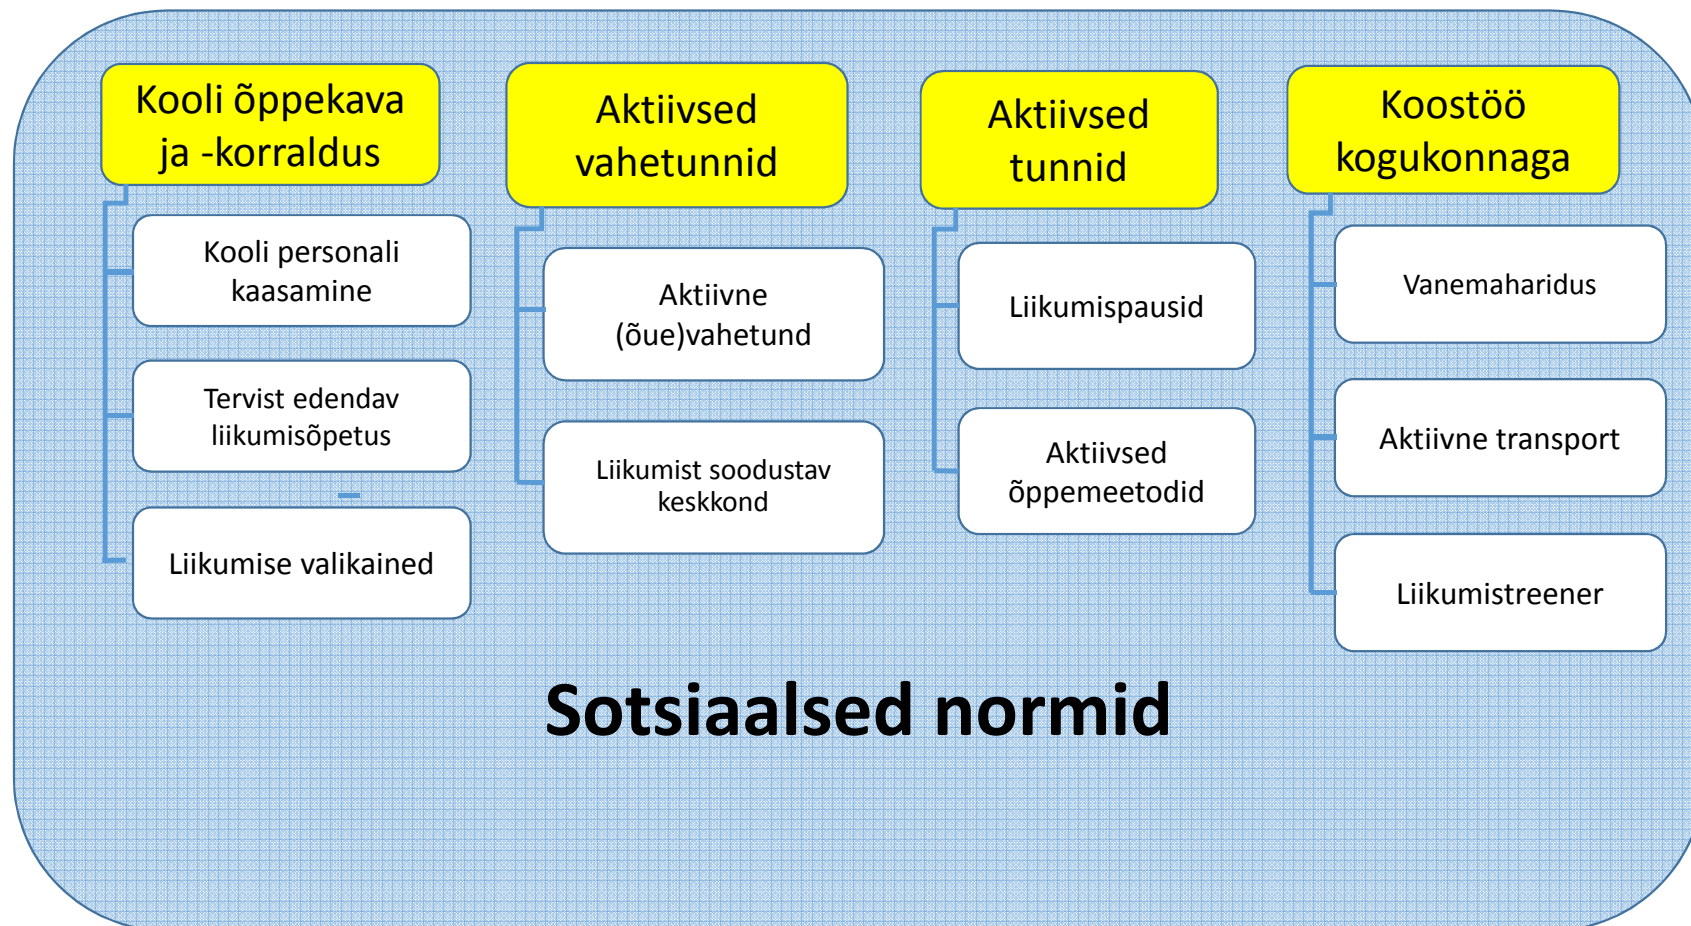 Kooli õppekava
ja -korraldus
Kooli personali
kaasamine
Tervist edendav
liikumisõpetus
Liikumise valikained
Aktiivsed
vahetunnid
Aktiivne
(õue)vahetund
Liikumist soodustav
keskkond
Aktiivsed
tunnid
Liikumispausid
Aktiivsed
õppemeetodid
Koostöö
kogukonnaga
Vanemaharidus
Aktiivne transport
Liikumistreener
Sotsiaalsed normid